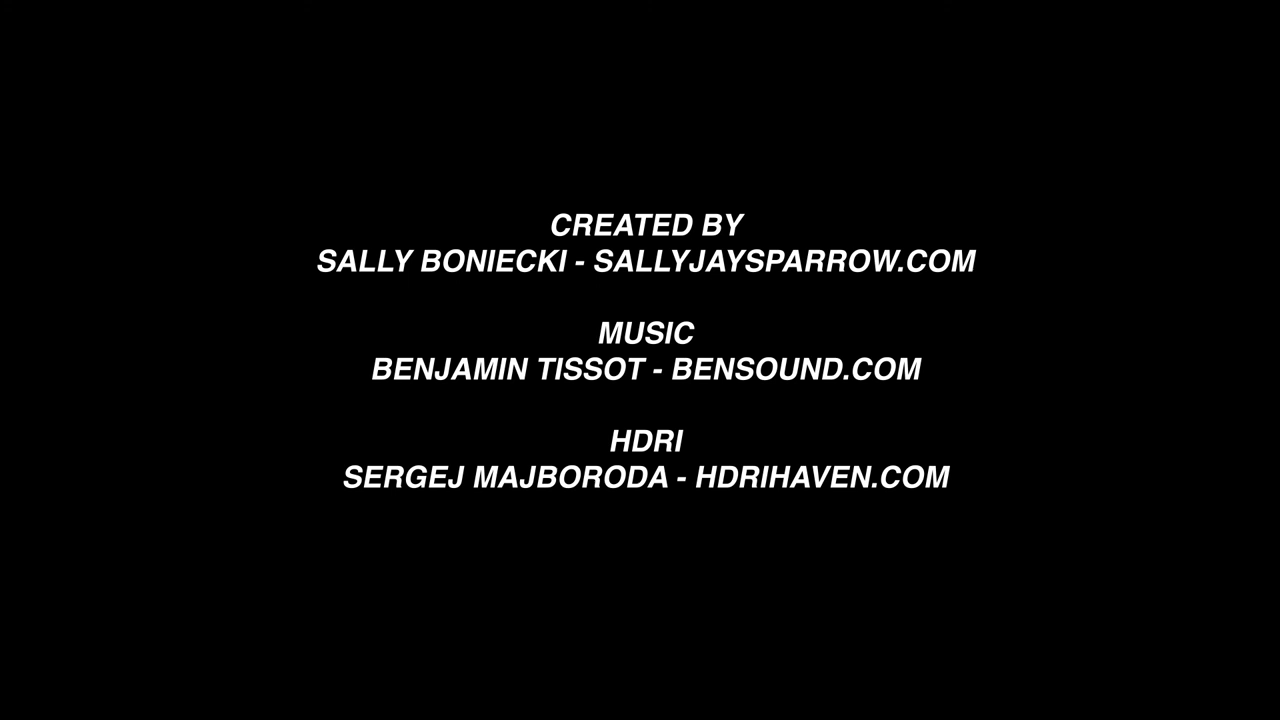 CREATED BY
SALLY BONIECKI - SALLYJAYSPARROW.COM
MUSIC
BENJAMIN TISSOT - BENSOUND.COM
HDRI
SERGEJ MAJBORODA - HDRIHAVEN.COM